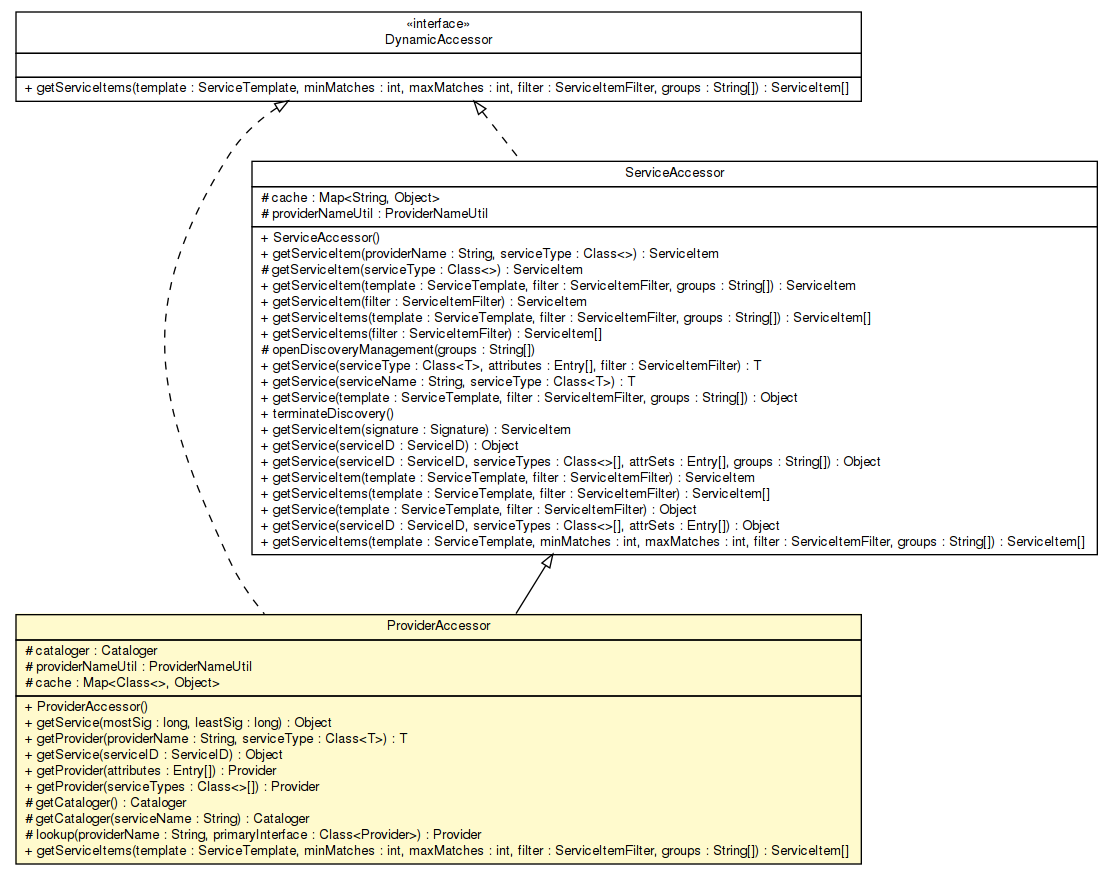 «interface»
DynamicAccessor
+ getServiceItems(template : ServiceTemplate, minMatches : int, maxMatches : int, filter : ServiceItemFilter, groups : String[]) : ServiceItem[]
ServiceAccessor
# cache : Map<String, Object>
# providerNameUtil : ProviderNameUtil
+ ServiceAccessor()
+ getServiceItem(providerName : String, serviceType : Class<>) : ServiceItem
# getServiceItem(serviceType : Class<>) : ServiceItem
+ getServiceItem(template : ServiceTemplate, filter : ServiceItemFilter, groups : String[]) : ServiceItem
+ getServiceItem(filter : ServiceItemFilter) : ServiceItem
+ getServiceItems(template : ServiceTemplate, filter : ServiceItemFilter, groups : String[]) : ServiceItem[]
+ getServiceItems(filter : ServiceItemFilter) : ServiceItem[]
# openDiscoveryManagement(groups : String[])
+ getService(serviceType : Class<T>, attributes : Entry[], filter : ServiceItemFilter) : T
+ getService(serviceName : String, serviceType : Class<T>) : T
+ getService(template : ServiceTemplate, filter : ServiceItemFilter, groups : String[]) : Object
+ terminateDiscovery()
+ getServiceItem(signature : Signature) : ServiceItem
+ getService(serviceID : ServiceID) : Object
+ getService(serviceID : ServiceID, serviceTypes : Class<>[], attrSets : Entry[], groups : String[]) : Object
+ getServiceItem(template : ServiceTemplate, filter : ServiceItemFilter) : ServiceItem
+ getServiceItems(template : ServiceTemplate, filter : ServiceItemFilter) : ServiceItem[]
+ getService(template : ServiceTemplate, filter : ServiceItemFilter) : Object
+ getService(serviceID : ServiceID, serviceTypes : Class<>[], attrSets : Entry[]) : Object
+ getServiceItems(template : ServiceTemplate, minMatches : int, maxMatches : int, filter : ServiceItemFilter, groups : String[]) : ServiceItem[]
ProviderAccessor
# cataloger : Cataloger
# providerNameUtil : ProviderNameUtil
# cache : Map<Class<>, Object>
+ ProviderAccessor()
+ getService(mostSig : long, leastSig : long) : Object
+ getProvider(providerName : String, serviceType : Class<T>) : T
+ getService(serviceID : ServiceID) : Object
+ getProvider(attributes : Entry[]) : Provider
+ getProvider(serviceTypes : Class<>[]) : Provider
# getCataloger() : Cataloger
# getCataloger(serviceName : String) : Cataloger
# lookup(providerName : String, primaryInterface : Class<Provider>) : Provider
+ getServiceItems(template : ServiceTemplate, minMatches : int, maxMatches : int, filter : ServiceItemFilter, groups : String[]) : ServiceItem[]